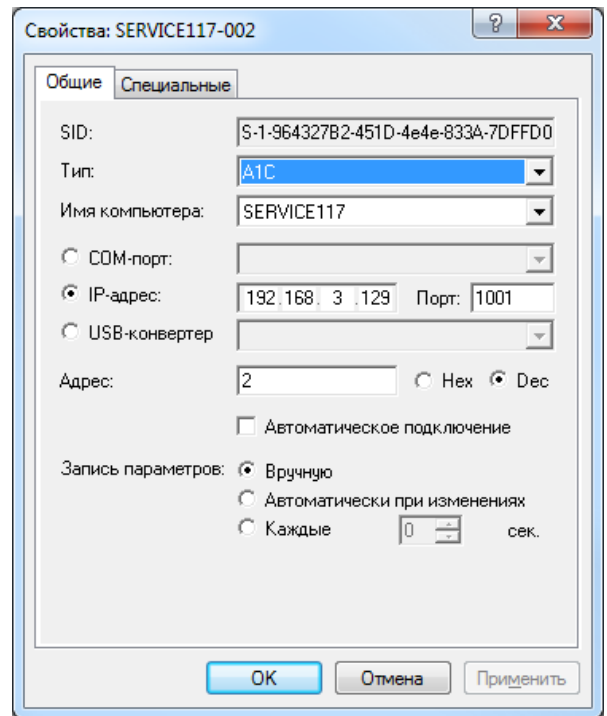 Свойства: SERVICE117-002
Общие Специальные
SID: S-1-964327B2-451D-4e4e-833A-7DFFD0
Тип: A1C
Имя компьютера: SERVICE117
COM-порт:
IP-адрес: 192.168. 3 .129 Порт: 1001
USB-конвертер
Адрес: 2 Hex Dec
Автоматическое подключение
Запись параметров: Вручную
Автоматически при изменениях
Каждые 0 сек.
OK Отмена Применить